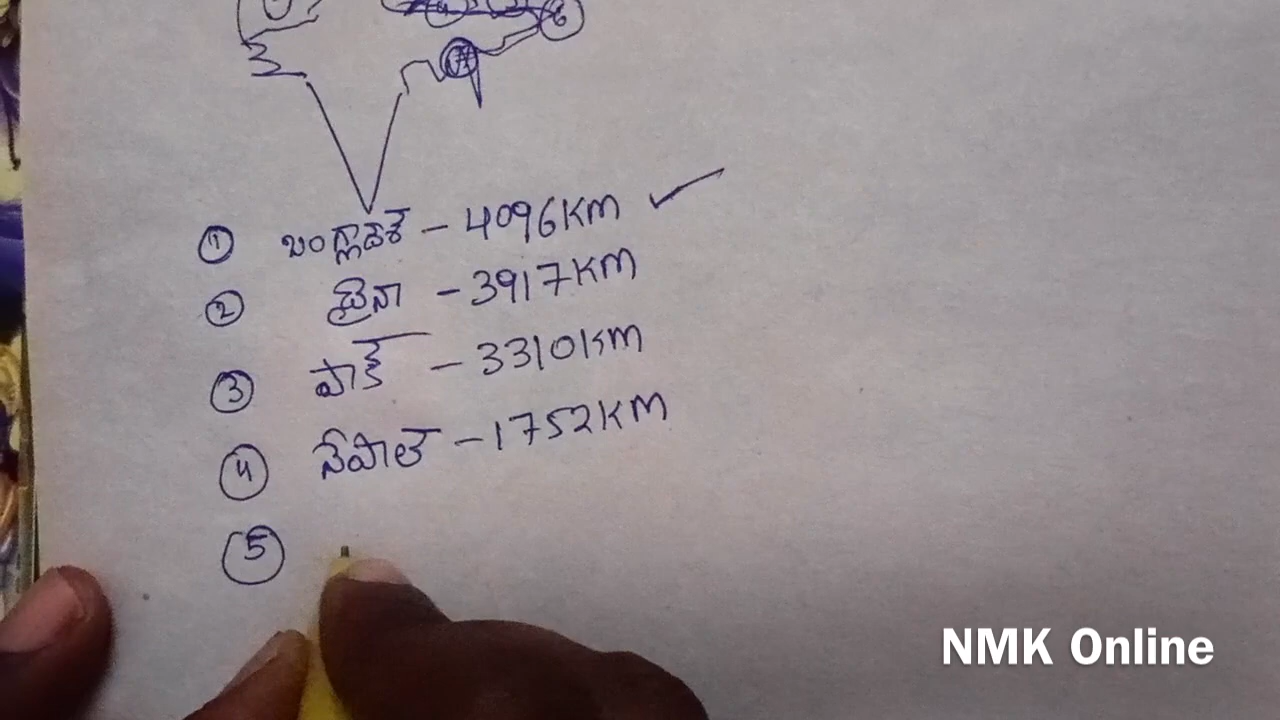 ① బంగ్లాదేశ్ - 4096KM
② చైనా - 3917KM
③ పాక్ - 3310KM
④ నేపాల్ - 1752KM
⑤
NMK Online